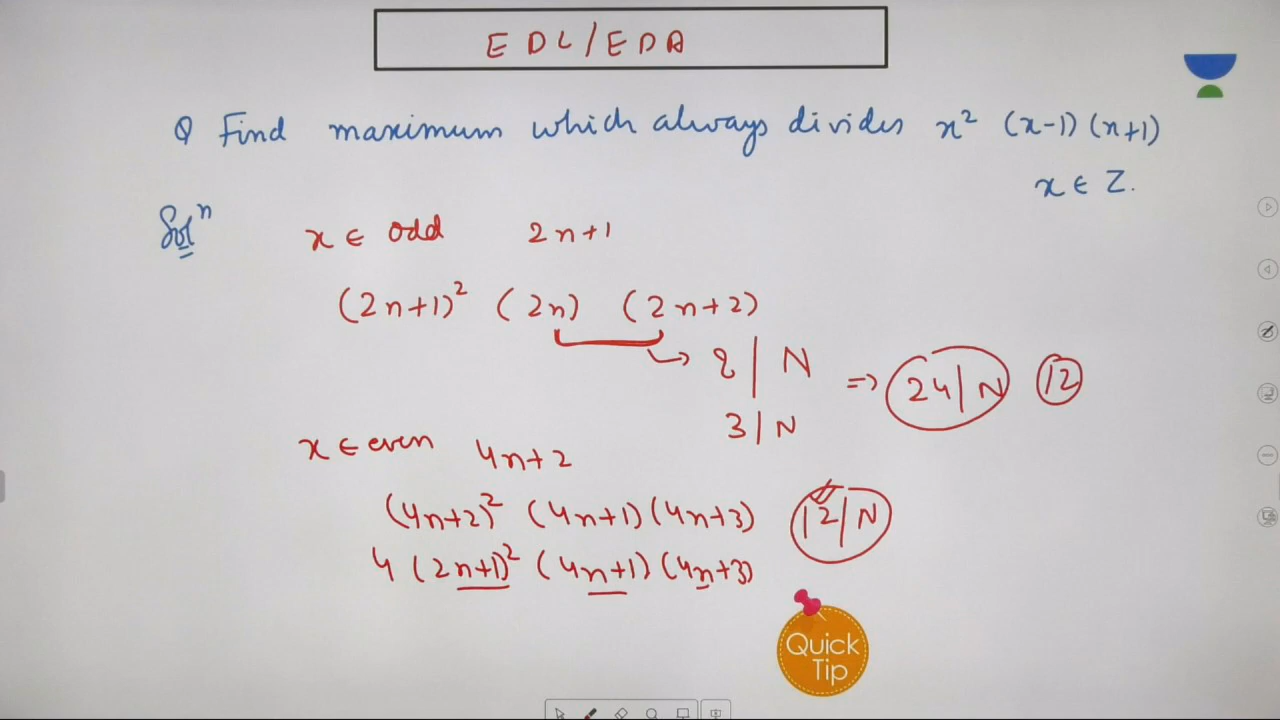 EDL/EDA
Q Find maximum which always divides x² (x-1) (x+1)
x ∈ Z.
Solⁿ
x ∈ odd 2n+1
(2n+1)² (2n) (2n+2)
→ 8 | N
3 | N
⇒ 24 | N 12
x ∈ even 4n+2
(4n+2)² (4n+1) (4n+3) 12 | N
4 (2n+1)² (4n+1) (4n+3)
Quick
Tip